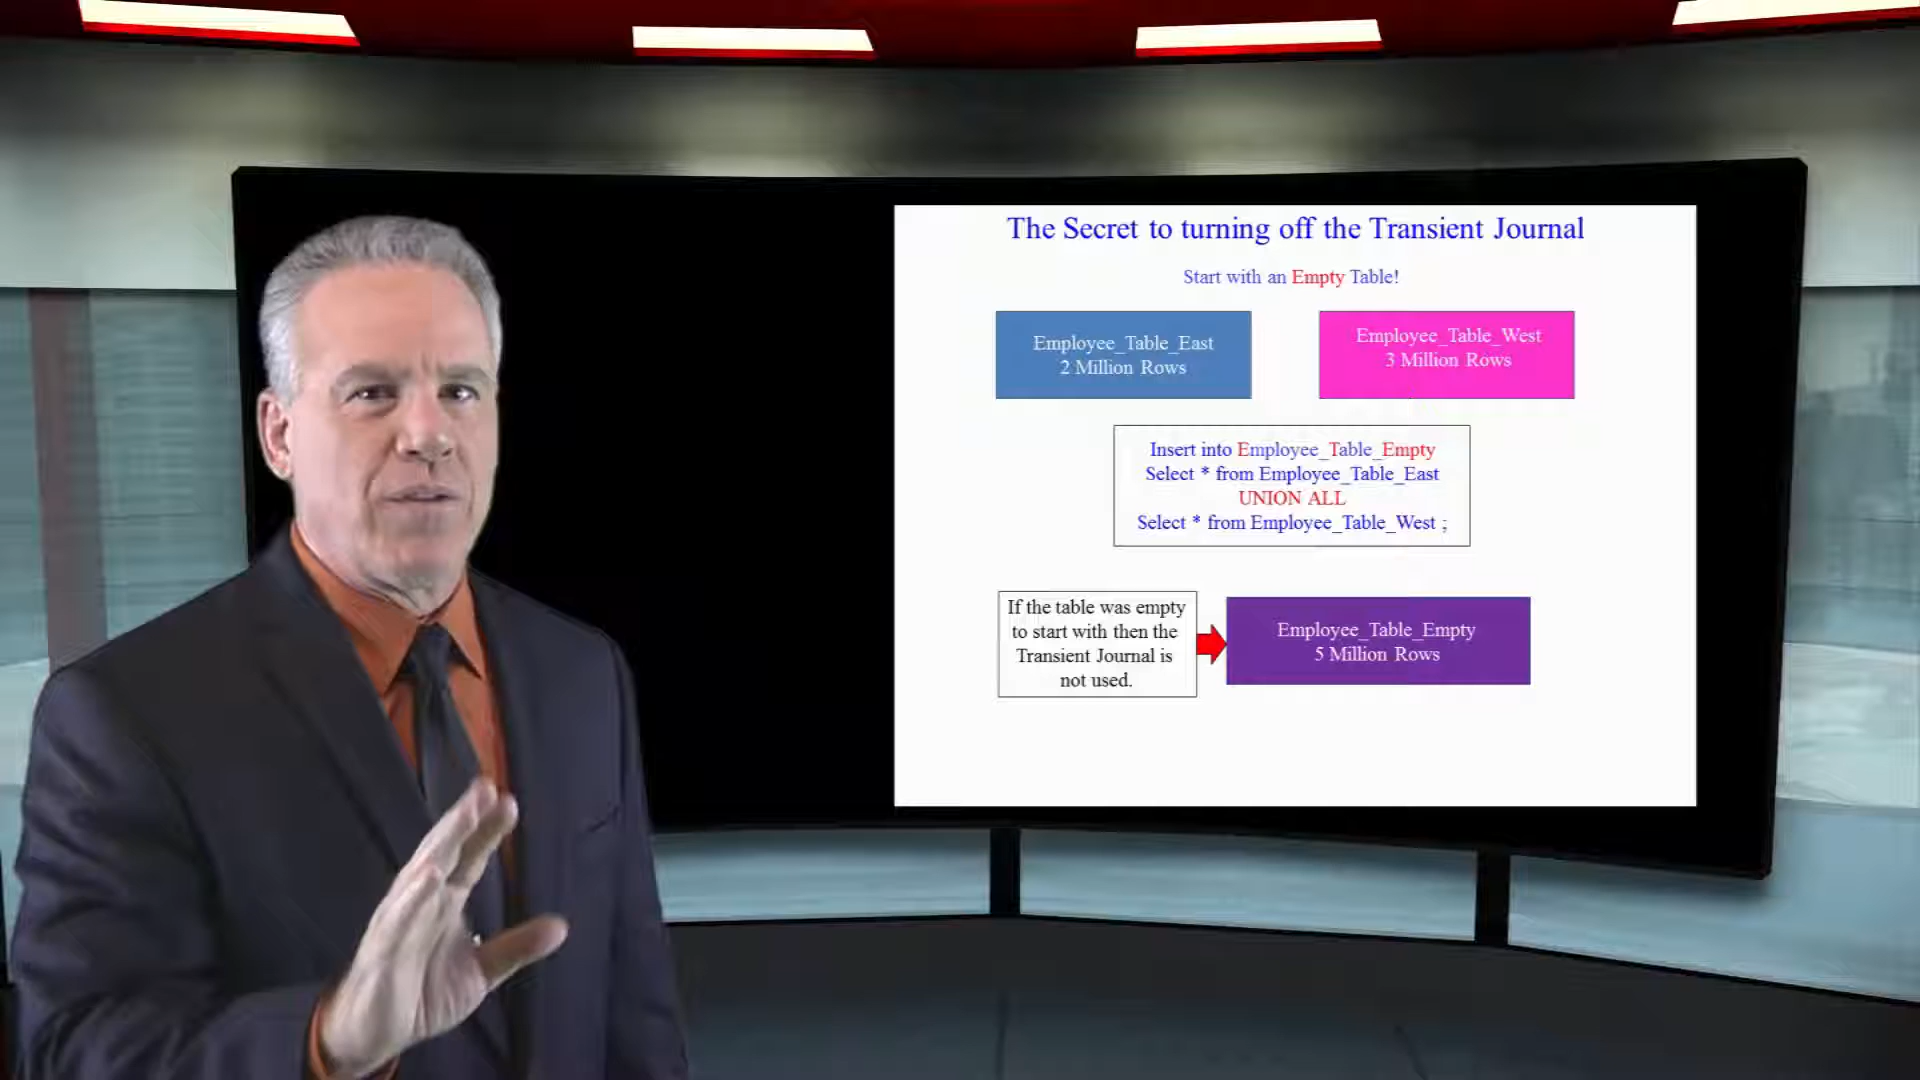 The Secret to turning off the Transient Journal
Start with an Empty Table!
Employee_Table_East
2 Million Rows
Employee_Table_West
3 Million Rows
Insert into Employee_Table_Empty
Select * from Employee_Table_East
UNION ALL
Select * from Employee_Table_West ;
If the table was empty
to start with then the
Transient Journal is
not used.
Employee_Table_Empty
5 Million Rows